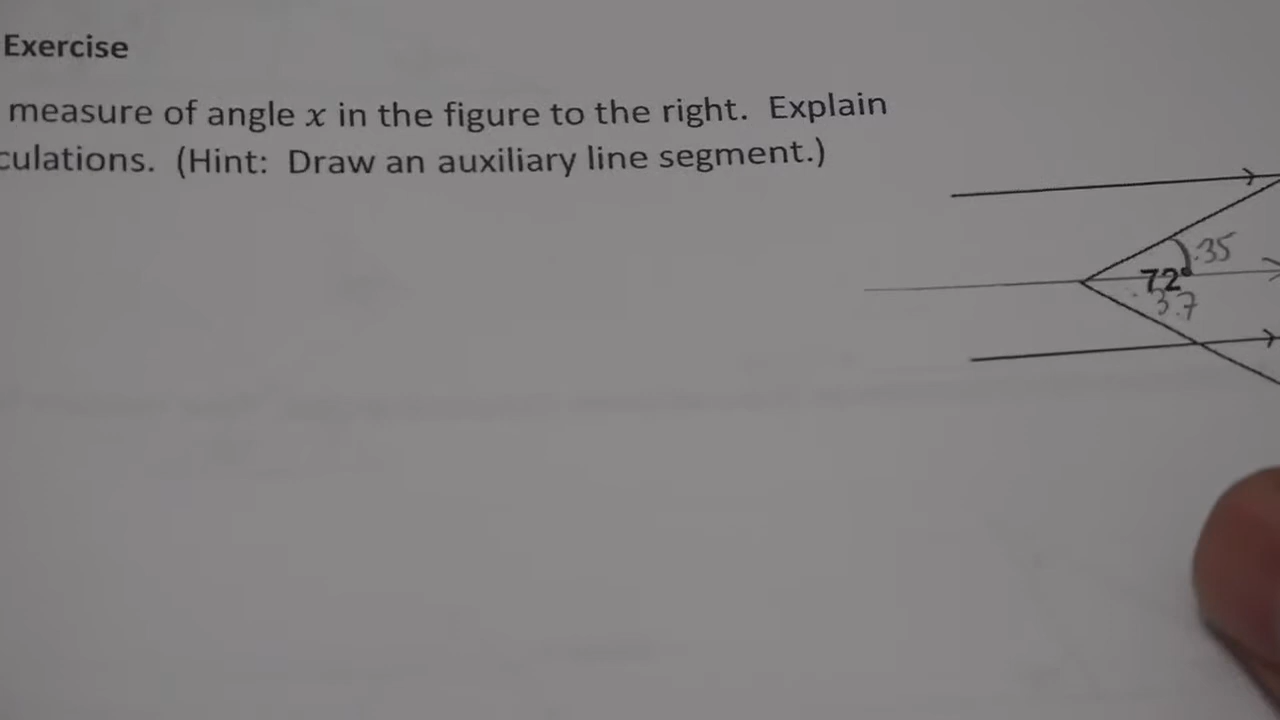 Exercise
measure of angle x in the figure to the right. Explain
culations. (Hint: Draw an auxiliary line segment.)
35
72°
37